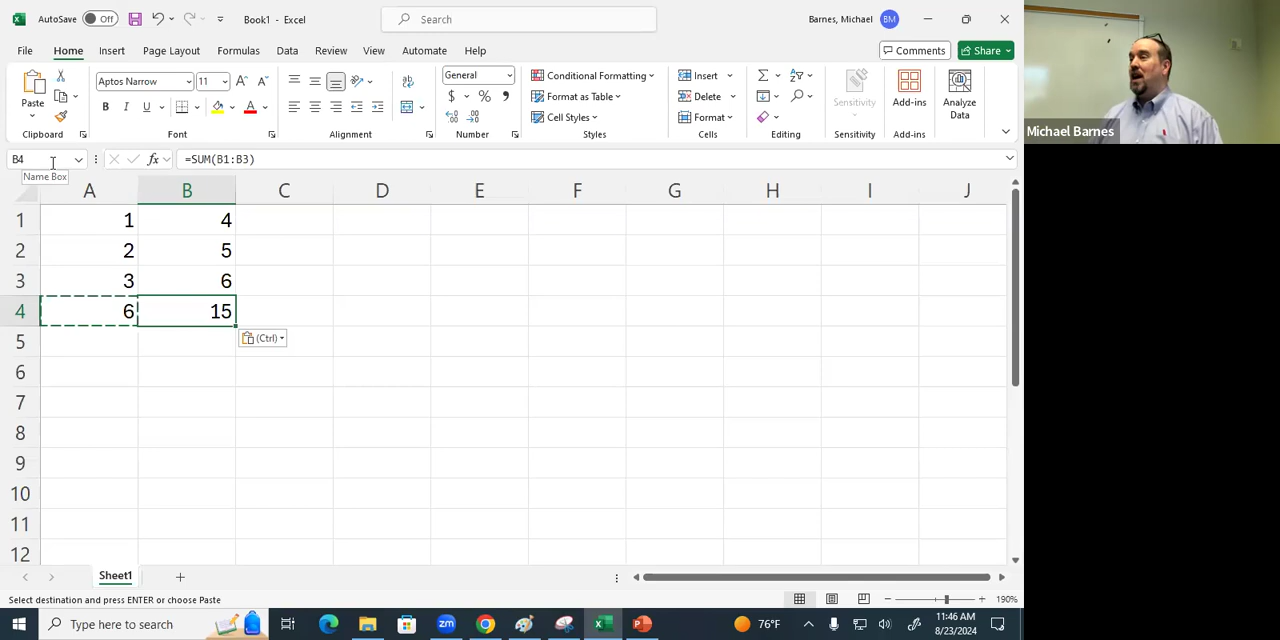 AutoSave Off Book1 - Excel Search Barnes, Michael BM
File Home Insert Page Layout Formulas Data Review View Automate Help Comments Share
Paste Aptos Narrow 11 General Conditional Formatting Insert Sensitivity Add-ins Analyze Data
Format as Table Delete
Cell Styles Format
Clipboard Font Alignment Number Styles Cells Editing Sensitivity Add-ins
B4 fx =SUM(B1:B3)
Name Box
A B C D E F G H I J
1 1 4
2 2 5
3 3 6
4 6 15
5 (Ctrl)
6
7
8
9
10
11
12
Sheet1
Select destination and press ENTER or choose Paste 190%
Type here to search zm 76°F 11:46 AM
8/23/2024
Michael Barnes